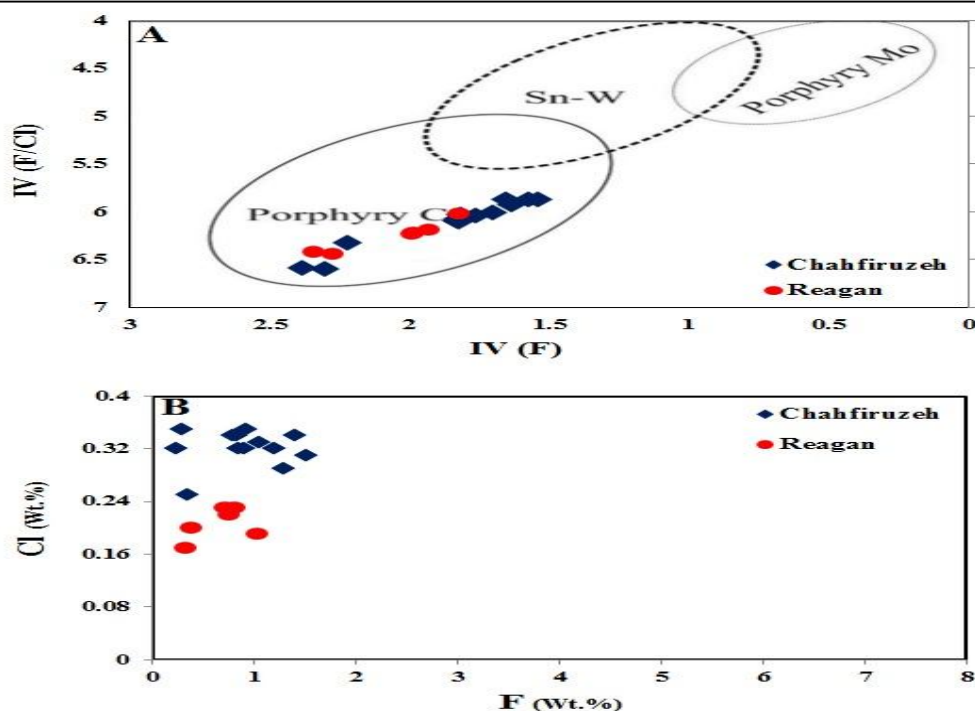 A
4
4.5
5
5.5
6
6.5
7
IV (F/Cl)
Porphyry Mo
Sn-W
Porphyry C
Chahfiruzeh
Reagan
3
2.5
2
1.5
1
0.5
0
IV (F)
B
0.4
0.32
0.24
0.16
0.08
0
Cl (Wt.%)
Chahfiruzeh
Reagan
0
1
2
3
4
5
6
7
8
F (Wt.%)